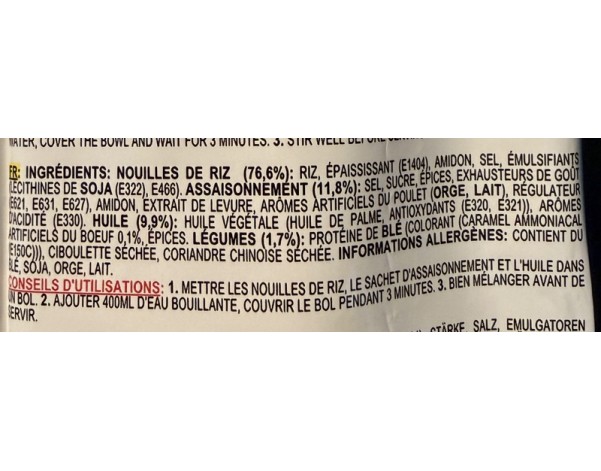 WATER, COVER THE BOWL AND WAIT FOR 3 MINUTES. 3. STIR WELL BEFORE
FR: INGRÉDIENTS: NOUILLES DE RIZ (76,6%): RIZ, ÉPAISSISSANT (E1404), AMIDON, SEL, ÉMULSIFIANTS
(LÉCITHINES DE SOJA (E322), E466). ASSAISONNEMENT (11,8%): SEL, SUCRE, ÉPICES, EXHAUSTEURS DE GOÛT
(E621, E631, E627), AMIDON, EXTRAIT DE LEVURE, ARÔMES ARTIFICIELS DU POULET (ORGE, LAIT), RÉGULATEUR
D'ACIDITÉ (E330). HUILE (9,9%): HUILE VÉGÉTALE (HUILE DE PALME, ANTIOXYDANTS (E320, E321)), ARÔMES
ARTIFICIELS DU BOEUF 0,1%, ÉPICES. LÉGUMES (1,7%): PROTÉINE DE BLÉ (COLORANT (CARAMEL AMMONIACAL
(E150C))), CIBOULETTE SÉCHÉE, CORIANDRE CHINOISE SÉCHÉE. INFORMATIONS ALLERGÈNES: CONTIENT DU
BLÉ, SOJA, ORGE, LAIT.
CONSEILS D'UTILISATIONS: 1. METTRE LES NOUILLES DE RIZ, LE SACHET D'ASSAISONNEMENT ET L'HUILE DANS
UN BOL. 2. AJOUTER 400ML D'EAU BOUILLANTE, COUVRIR LE BOL PENDANT 3 MINUTES. 3. BIEN MÉLANGER AVANT DE
SERVIR.
STÄRKE, SALZ, EMULGATOREN